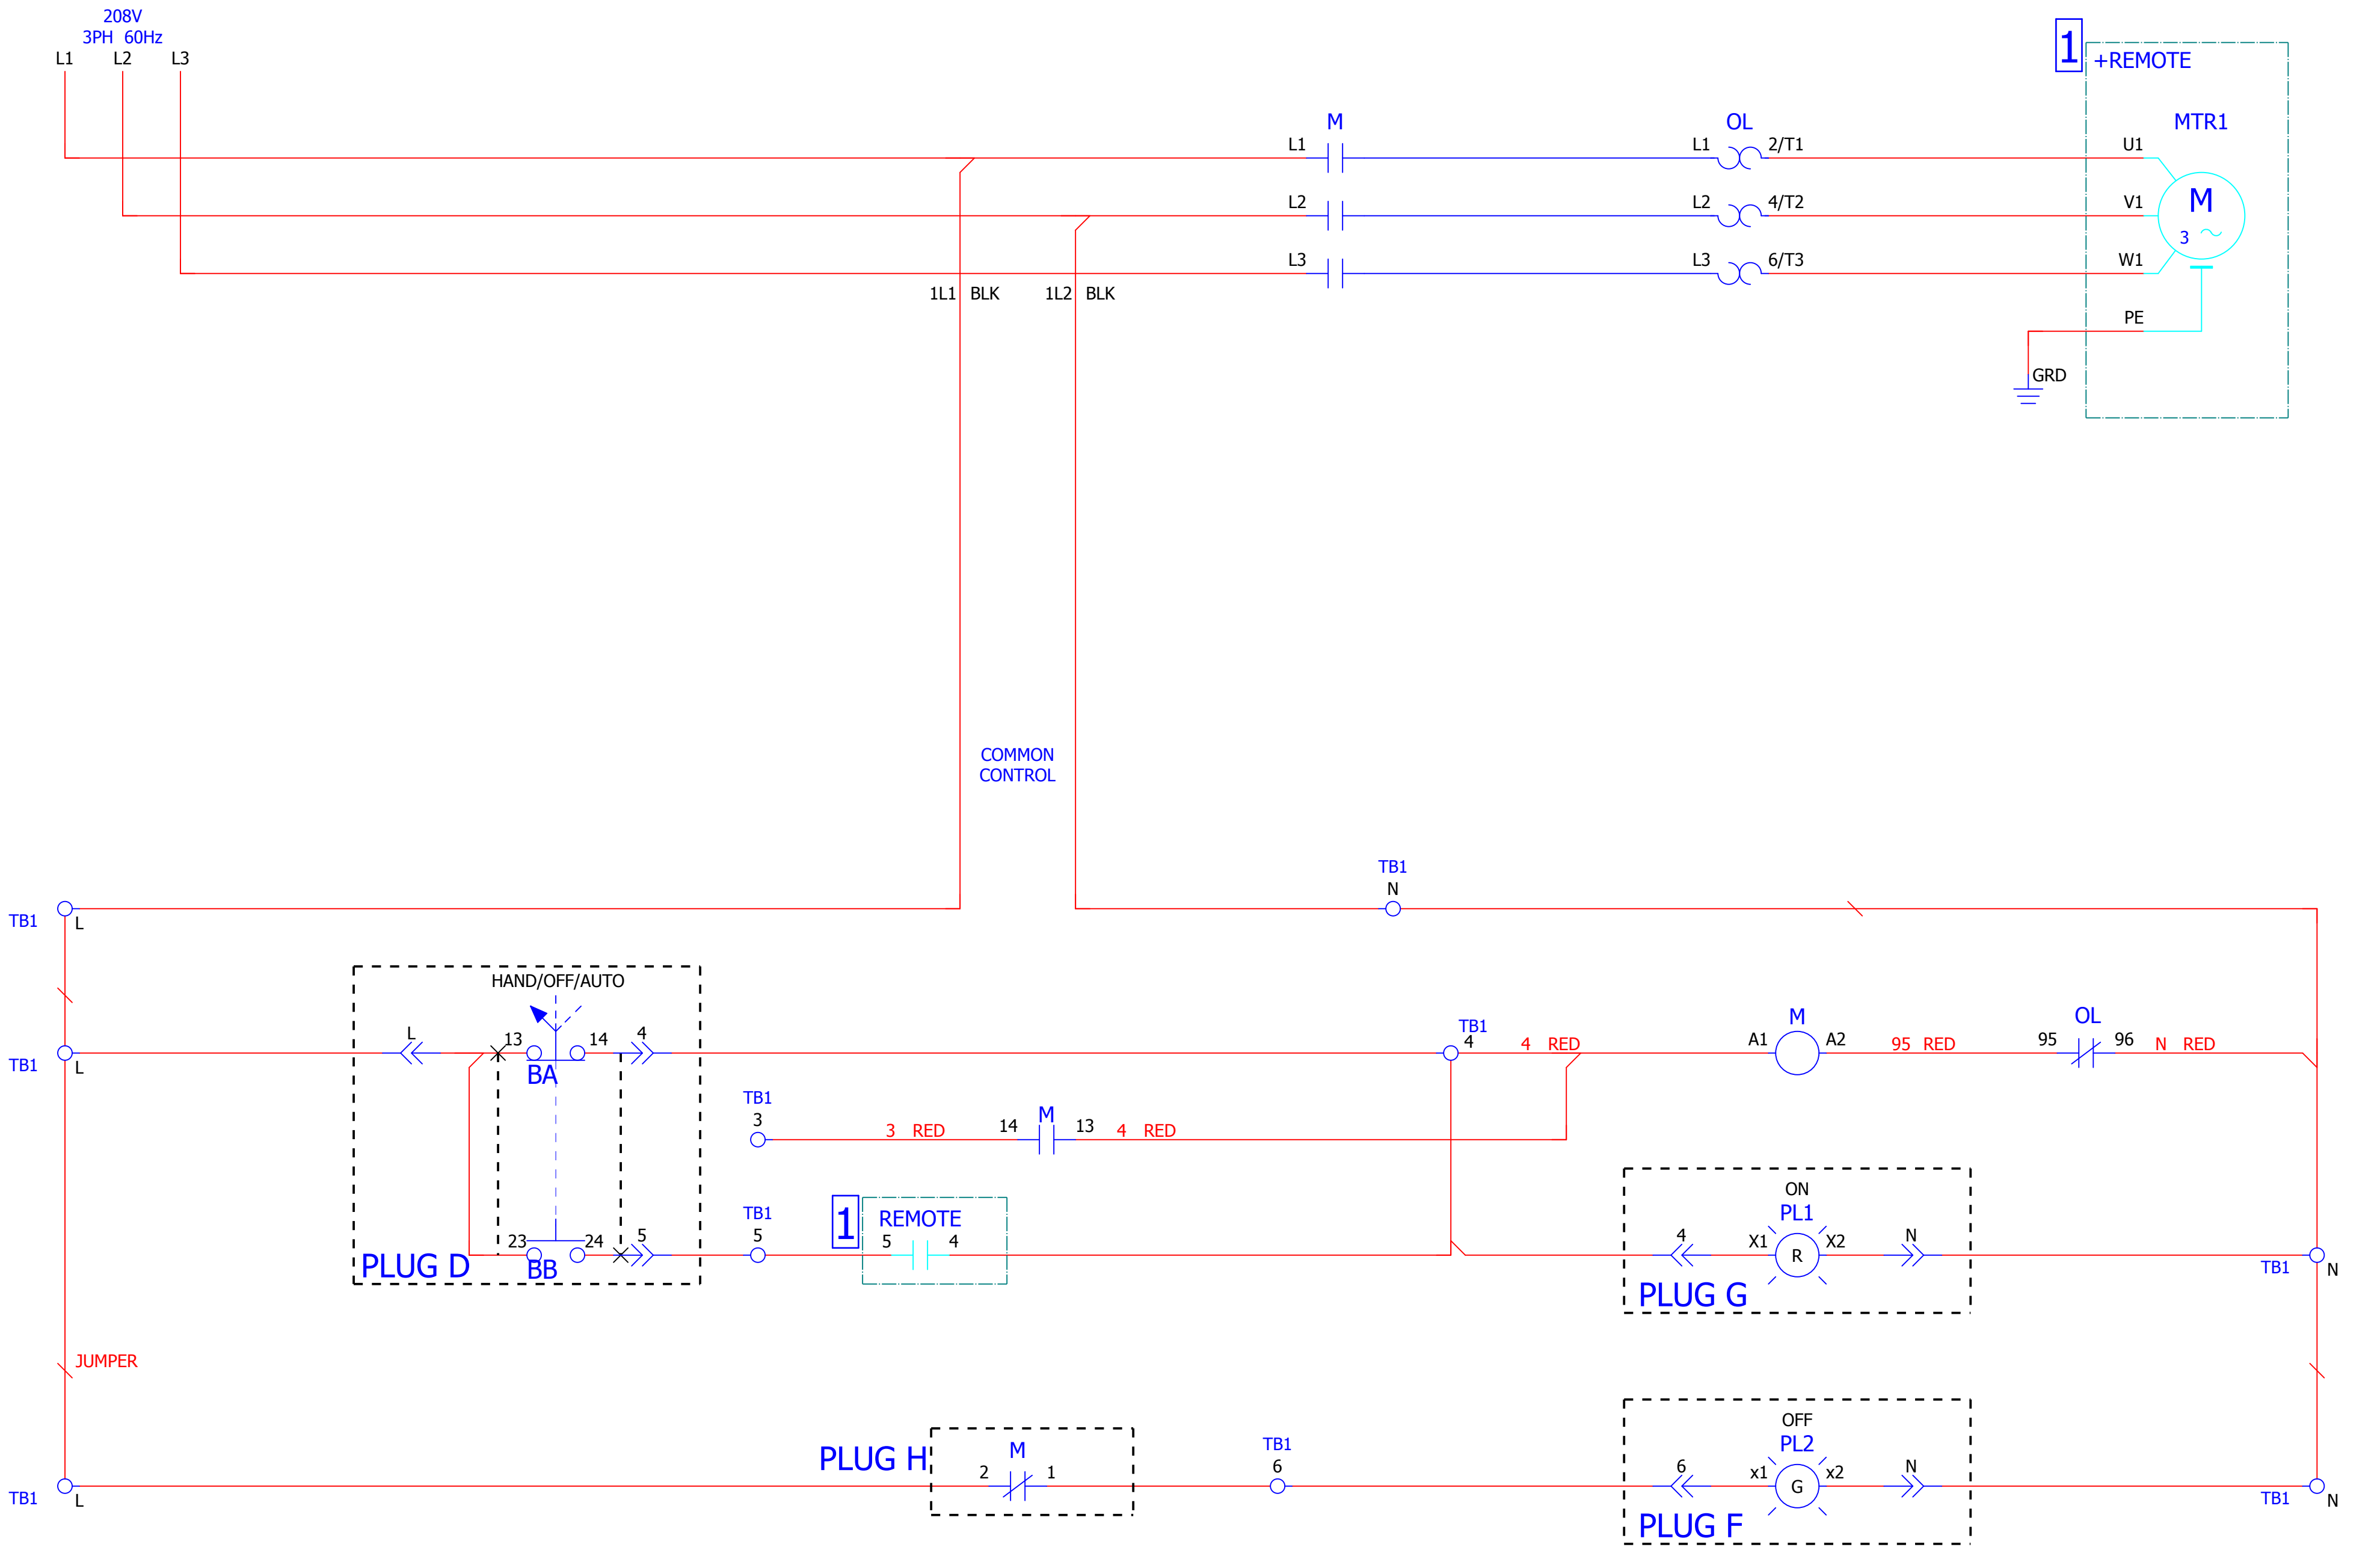 208V
3PH 60Hz
L1 L2 L3
1
+REMOTE
M
OL
MTR1
L1 L1 2/T1 U1
M
3
L2 L2 4/T2 V1
L3 L3 6/T3 W1
1L1 BLK 1L2 BLK
PE
GRD
COMMON
CONTROL
TB1
N
TB1 L
HAND/OFF/AUTO
L 13 14 4
BA
TB1 L
TB1
4
4 RED
M
A1 A2
95 RED
OL
95 96
N RED
TB1
3
3 RED
M
14 13
4 RED
23 24 5
BB
PLUG D
TB1
5
1
REMOTE
5 4
ON
PL1
4 X1 R X2 N
PLUG G
TB1 N
JUMPER
PLUG H
M
2 1
TB1
6
OFF
PL2
6 x1 G x2 N
PLUG F
TB1 L
TB1 N